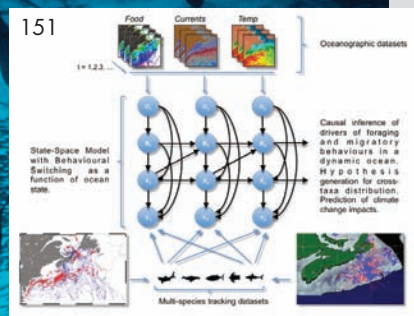 151
Food Currents Temp
Oceanographic datasets
t = 1,2,3. ...
State-Space Model
with Behavioural
Switching as a
function of ocean
state.
Causal inference of
drivers of foraging
and migratory
behaviours in a
dynamic ocean.
Hypothesis
generation for cross-
taxa distribution.
Prediction of climate
change impacts.
Multi-species tracking datasets